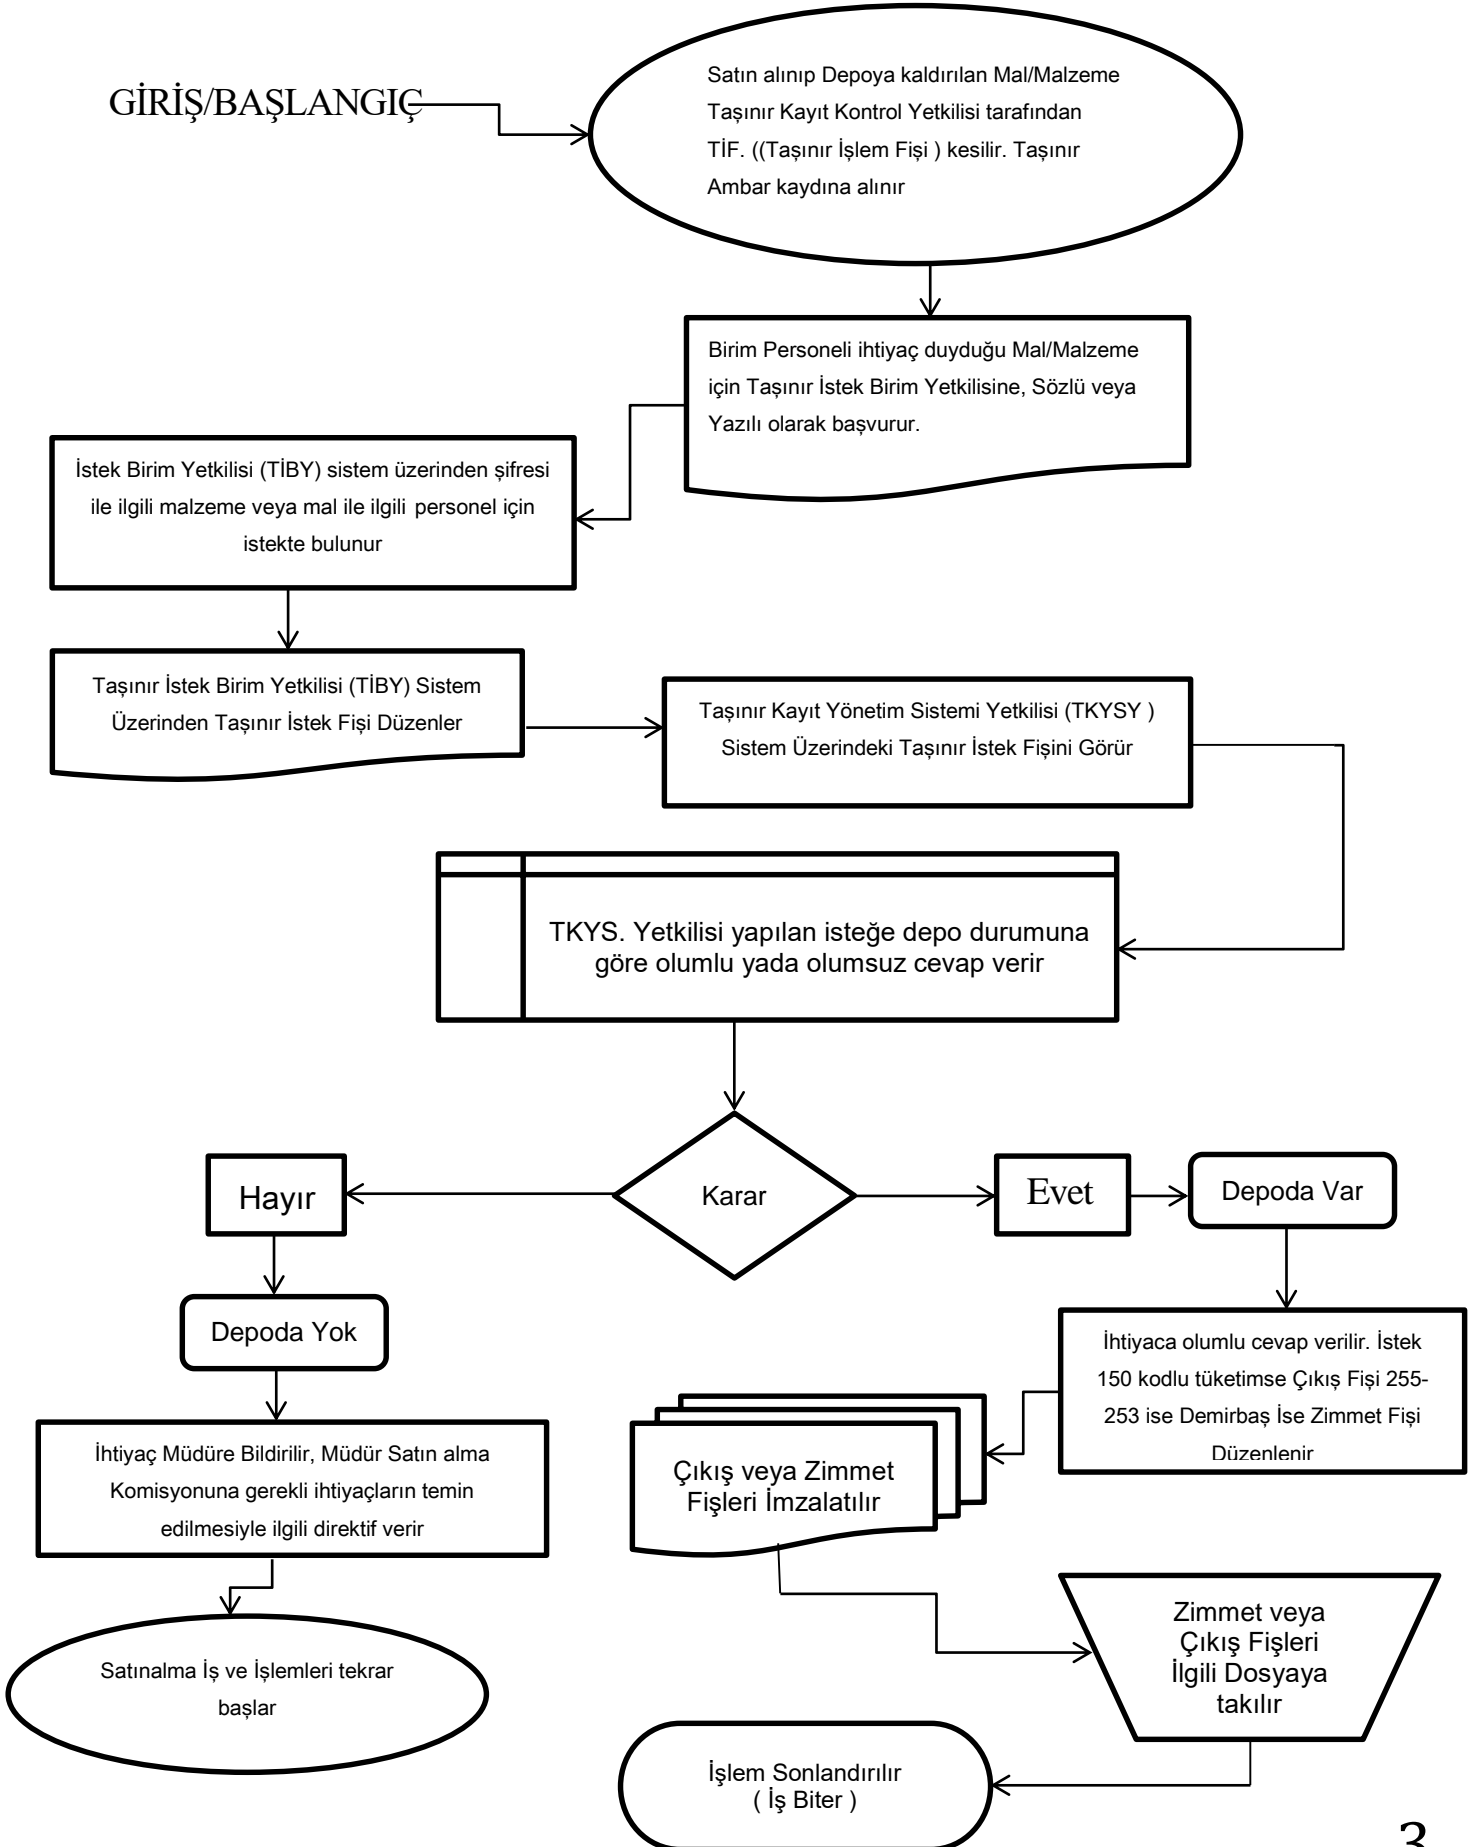 GİRİŞ/BAŞLANGIÇ
Satın alınıp Depoya kaldırılan Mal/Malzeme
Taşınır Kayıt Kontrol Yetkilisi tarafından
TİF. ((Taşınır İşlem Fişi ) kesilir. Taşınır
Ambar kaydına alınır
Birim Personeli ihtiyaç duyduğu Mal/Malzeme
için Taşınır İstek Birim Yetkilisine, Sözlü veya
Yazılı olarak başvurur.
İstek Birim Yetkilisi (TİBY) sistem üzerinden şifresi
ile ilgili malzeme veya mal ile ilgili personel için
istekte bulunur
Taşınır İstek Birim Yetkilisi (TİBY) Sistem
Üzerinden Taşınır İstek Fişi Düzenler
Taşınır Kayıt Yönetim Sistemi Yetkilisi (TKYSY )
Sistem Üzerindeki Taşınır İstek Fişini Görür
TKYS. Yetkilisi yapılan isteğe depo durumuna
göre olumlu yada olumsuz cevap verir
Karar
Hayır
Evet
Depoda Var
Depoda Yok
İhtiyaca olumlu cevap verilir. İstek
150 kodlu tüketimse Çıkış Fişi 255-
253 ise Demirbaş İse Zimmet Fişi
Düzenlenir
İhtiyaç Müdüre Bildirilir, Müdür Satın alma
Komisyonuna gerekli ihtiyaçların temin
edilmesiyle ilgili direktif verir
Çıkış veya Zimmet
Fişleri İmzalatılır
Satınalma İş ve İşlemleri tekrar
başlar
Zimmet veya
Çıkış Fişleri
İlgili Dosyaya
takılır
İşlem Sonlandırılır
( İş Biter )
3